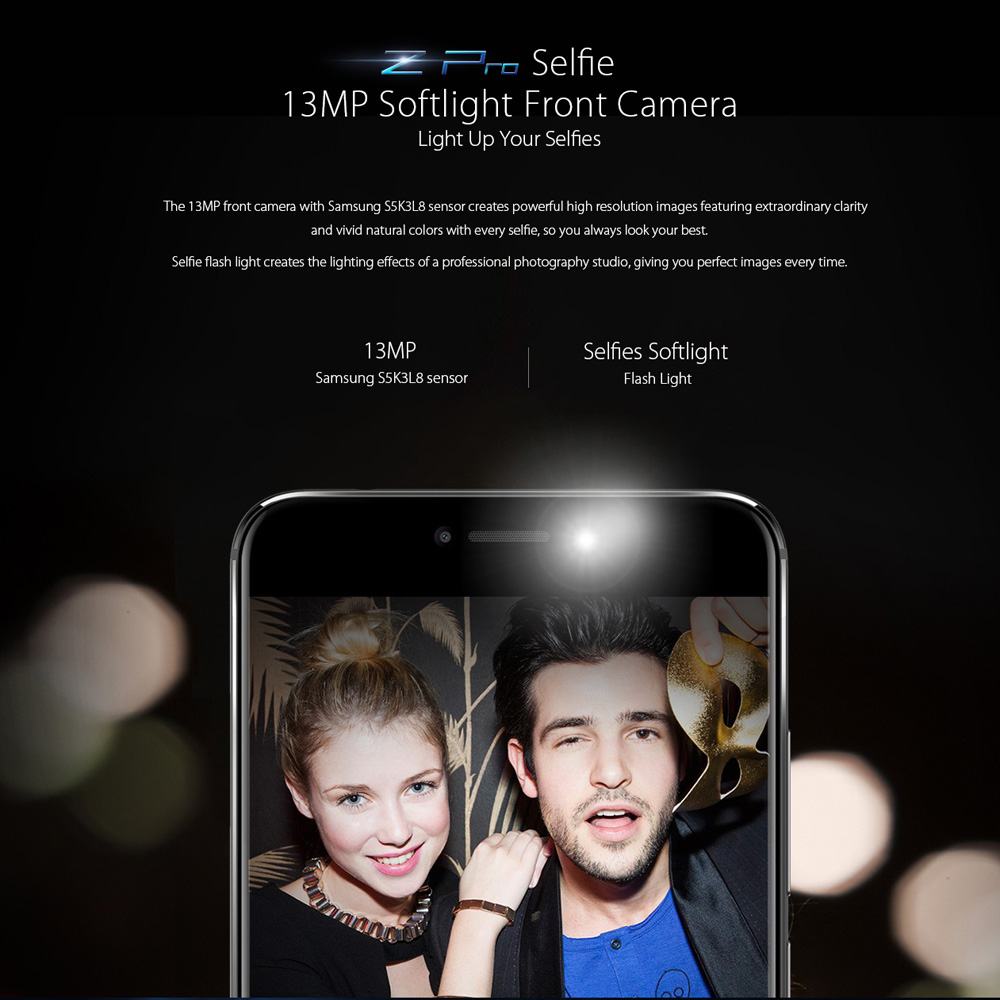 Z Pro Selfie
13MP Softlight Front Camera
Light Up Your Selfies
The 13MP front camera with Samsung S5K3L8 sensor creates powerful high resolution images featuring extraordinary clarity
and vivid natural colors with every selfie, so you always look your best.
Selfie flash light creates the lighting effects of a professional photography studio, giving you perfect images every time.
13MP
Samsung S5K3L8 sensor
Selfies Softlight
Flash Light